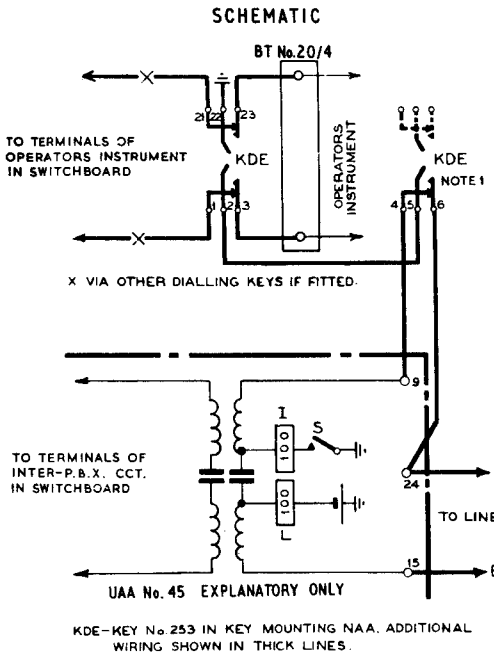 SCHEMATIC
BT No.20/4
21 22 23
TO TERMINALS OF
OPERATORS INSTRUMENT
IN SWITCHBOARD
KDE
OPERATORS
INSTRUMENT
KDE
NOTE 1
1 2 3
4 5 6
X VIA OTHER DIALLING KEYS IF FITTED.
9
I
S
100
TO TERMINALS OF
INTER-P.B.X. CCT.
IN SWITCHBOARD
24
100
L
TO LINE
15
UAA No. 45 EXPLANATORY ONLY
KDE-KEY No. 253 IN KEY MOUNTING NAA. ADDITIONAL
WIRING SHOWN IN THICK LINES.